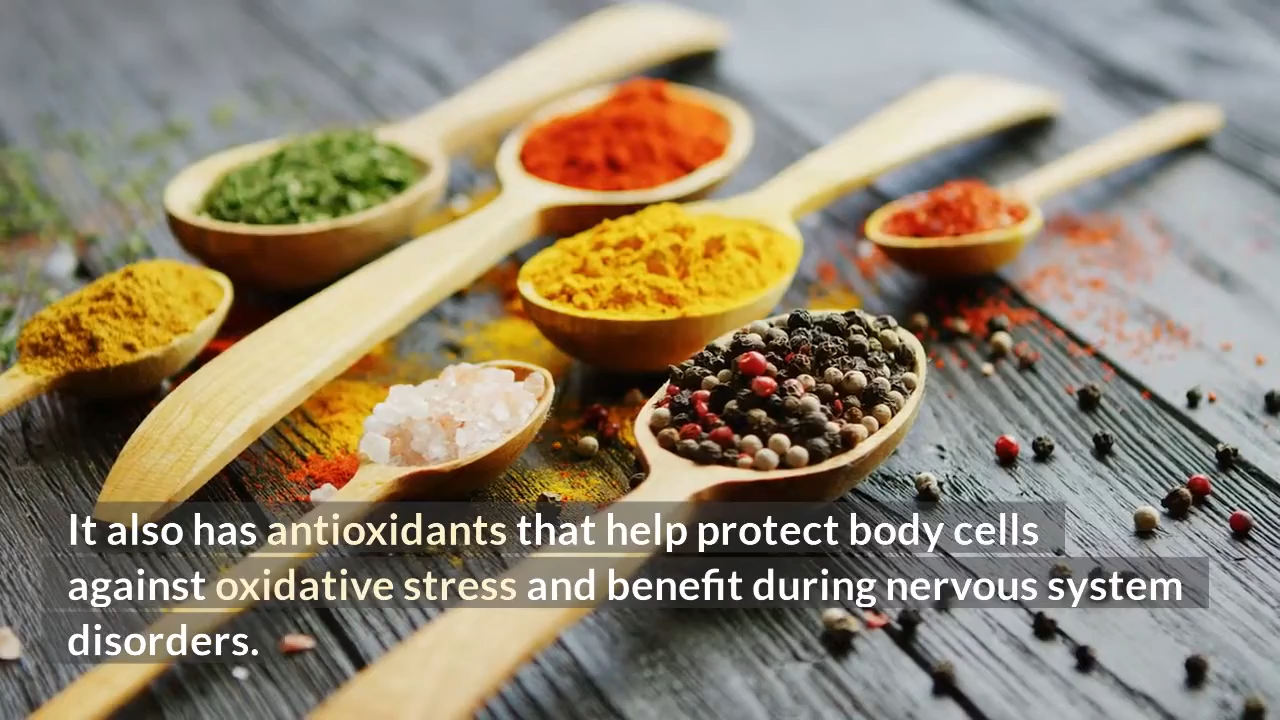 It also has antioxidants that help protect body cells
against oxidative stress and benefit during nervous system
disorders.